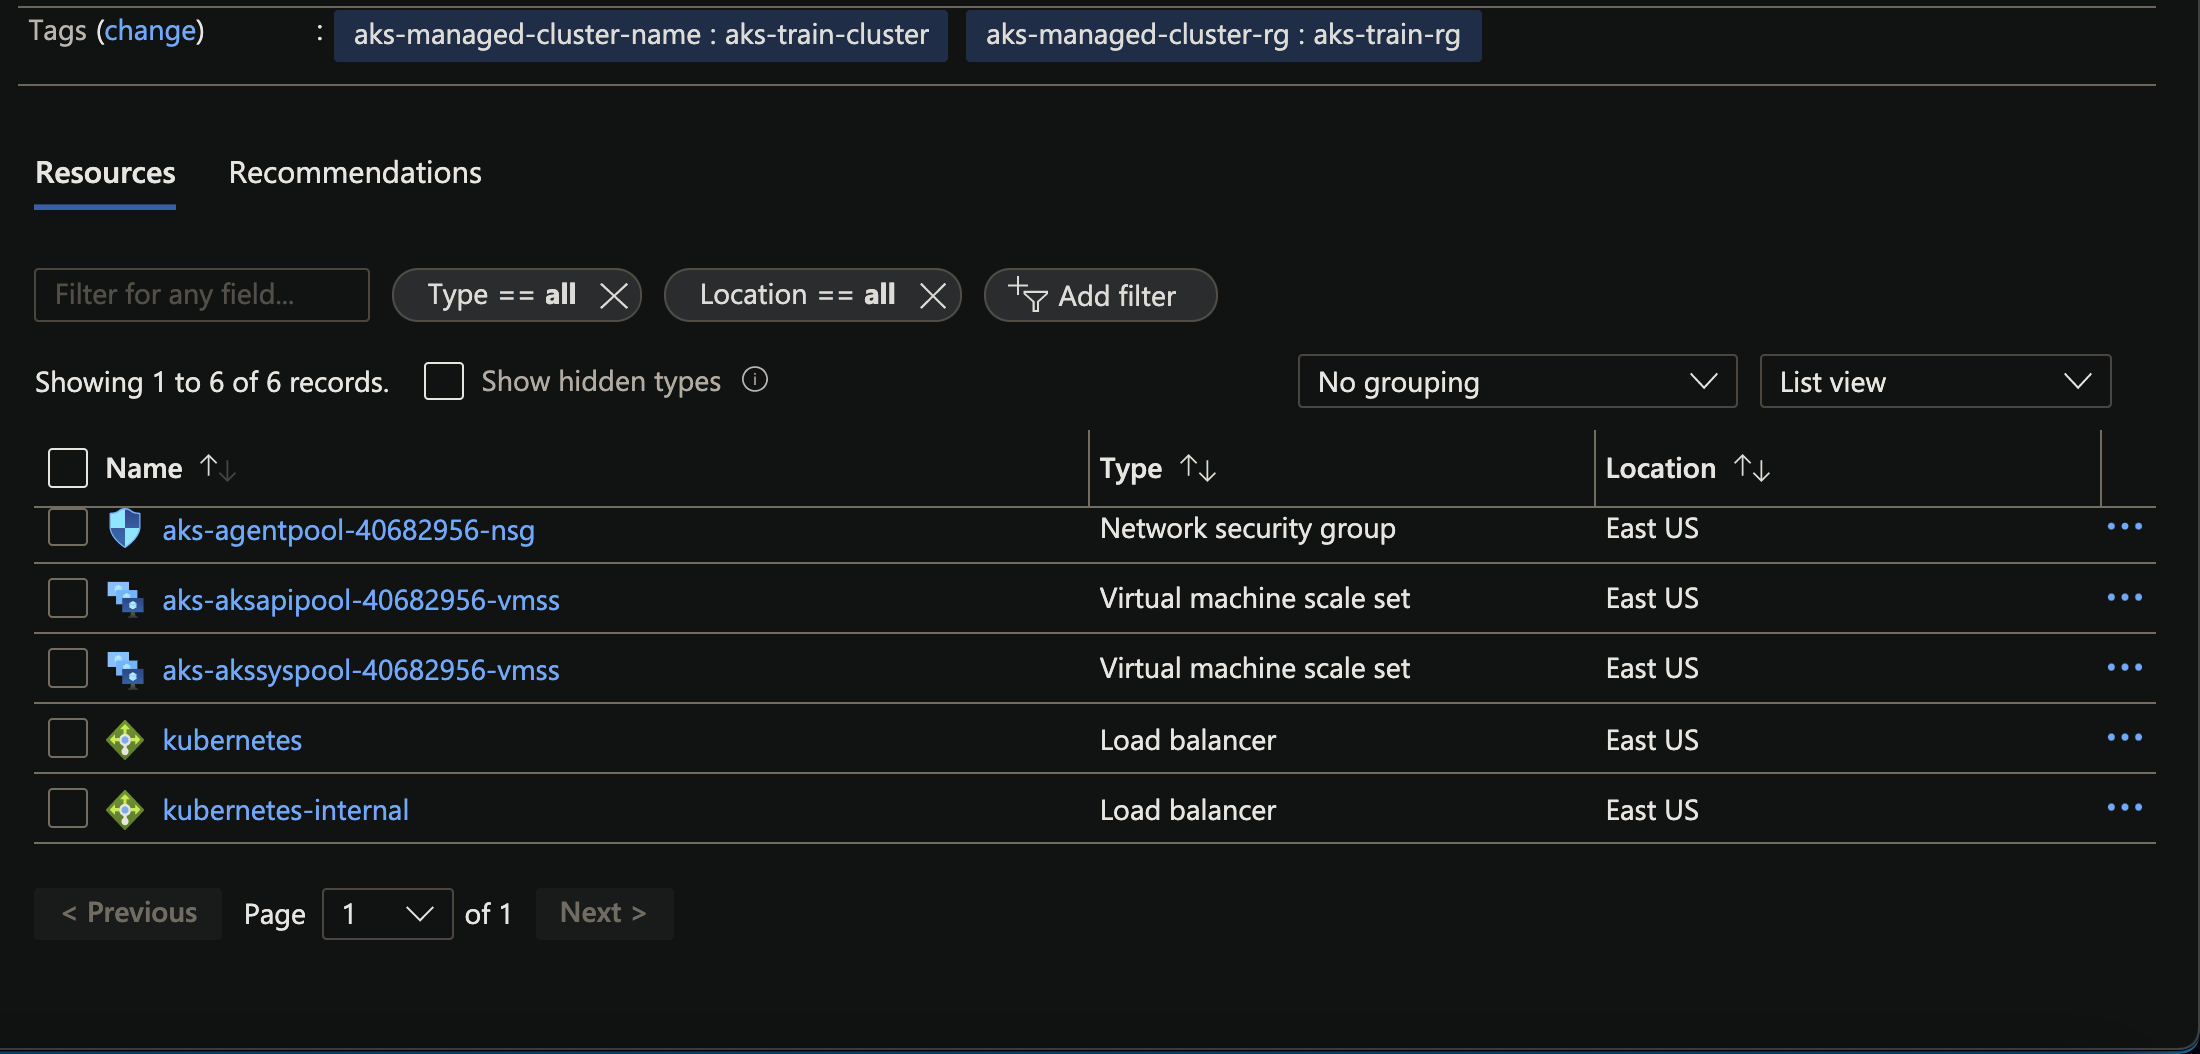 Tags (change) : aks-managed-cluster-name : aks-train-cluster aks-managed-cluster-rg : aks-train-rg
Resources Recommendations
Filter for any field... Type == all Location == all Add filter
Showing 1 to 6 of 6 records. Show hidden types No grouping List view
Name Type Location
aks-agentpool-40682956-nsg Network security group East US
aks-aksapipool-40682956-vmss Virtual machine scale set East US
aks-akssyspool-40682956-vmss Virtual machine scale set East US
kubernetes Load balancer East US
kubernetes-internal Load balancer East US
< Previous Page 1 of 1 Next >